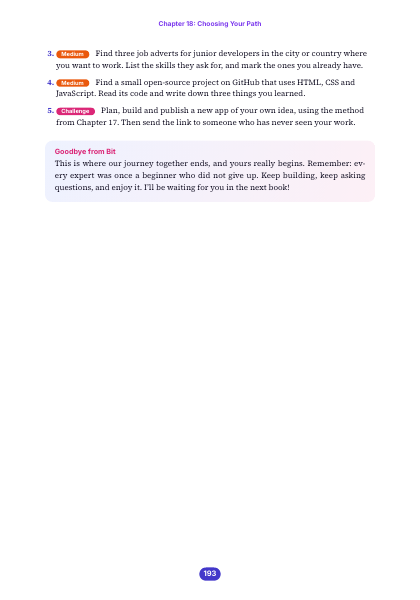 Chapter 18: Choosing Your Path
3. Medium Find three job adverts for junior developers in the city or country where
you want to work. List the skills they ask for, and mark the ones you already have.
4. Medium Find a small open-source project on GitHub that uses HTML, CSS and
JavaScript. Read its code and write down three things you learned.
5. Challenge Plan, build and publish a new app of your own idea, using the method
from Chapter 17. Then send the link to someone who has never seen your work.
Goodbye from Bit
This is where our journey together ends, and yours really begins. Remember: ev-
ery expert was once a beginner who did not give up. Keep building, keep asking
questions, and enjoy it. I'll be waiting for you in the next book!
193